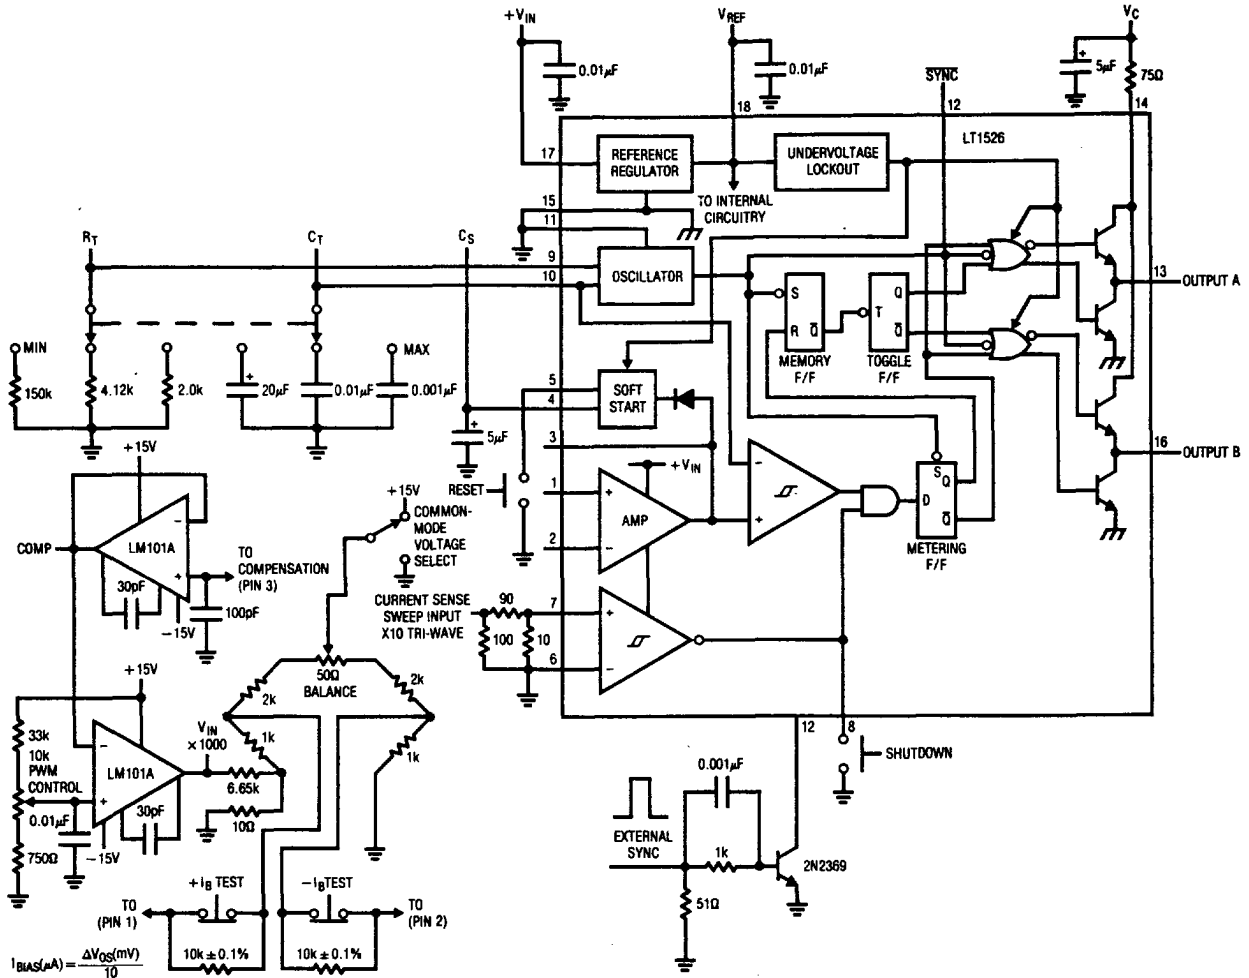 +VIN
VREF
VC
0.01µF
0.01µF
SYNC
5µF
75Ω
18
12
14
LT1526
17
REFERENCE
REGULATOR
UNDERVOLTAGE
LOCKOUT
TO INTERNAL
CIRCUITRY
15
11
RT
CT
CS
9
10
OSCILLATOR
13
OUTPUT A
S
R
Q̅
MEMORY
F/F
T
Q
Q̅
TOGGLE
F/F
MIN
150k
4.12k
2.0k
20µF
0.01µF
MAX
0.001µF
5
4
SOFT
START
5µF
3
RESET
+VIN
1
2
+
AMP
−
−
+
D
S
Q
Q̅
METERING
F/F
16
OUTPUT B
+15V
−
LM101A
+
COMP
30pF
−15V
TO
COMPENSATION
(PIN 3)
100pF
+15V
COMMON-
MODE
VOLTAGE
SELECT
CURRENT SENSE
SWEEP INPUT
X10 TRI-WAVE
90
100
10
7
6
+
−
50Ω
BALANCE
2k
2k
1k
1k
+15V
33k
10k
PWM
CONTROL
0.01µF
750Ω
−
LM101A
+
30pF
−15V
VIN
×1000
6.65k
10Ω
12
8
SHUTDOWN
0.001µF
EXTERNAL
SYNC
1k
2N2369
51Ω
+IB TEST
−IB TEST
TO
(PIN 1)
TO
(PIN 2)
10k ± 0.1%
10k ± 0.1%
IBIAS(µA) = ΔVOS(mV)
10